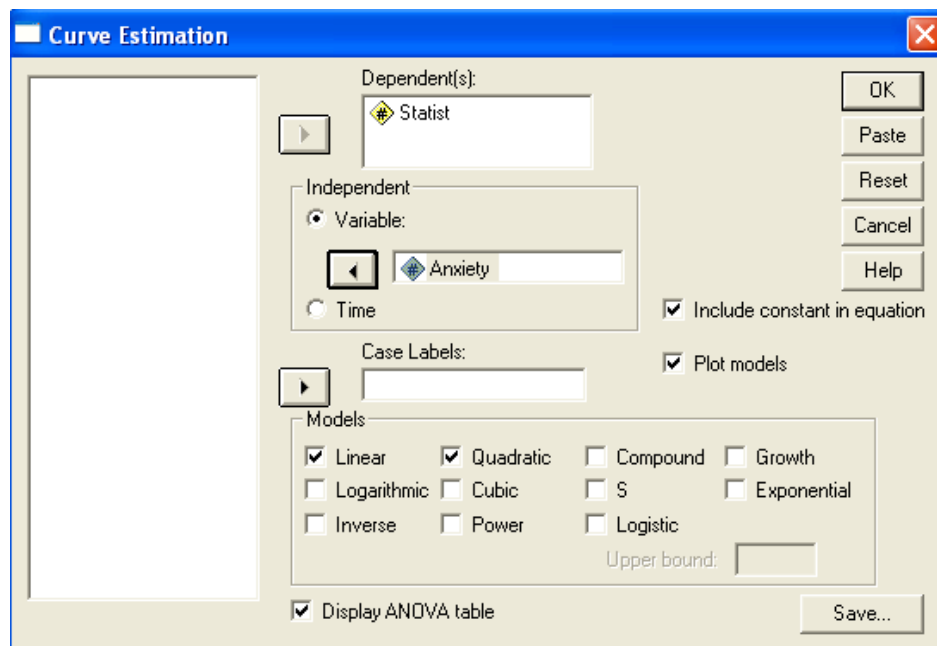 Curve Estimation
Dependent(s):
# Statist
Independent
Variable:
# Anxiety
Time
Case Labels:
OK
Paste
Reset
Cancel
Help
Include constant in equation
Plot models
Models
Linear Quadratic Compound Growth
Logarithmic Cubic S Exponential
Inverse Power Logistic
Upper bound:
Display ANOVA table
Save...